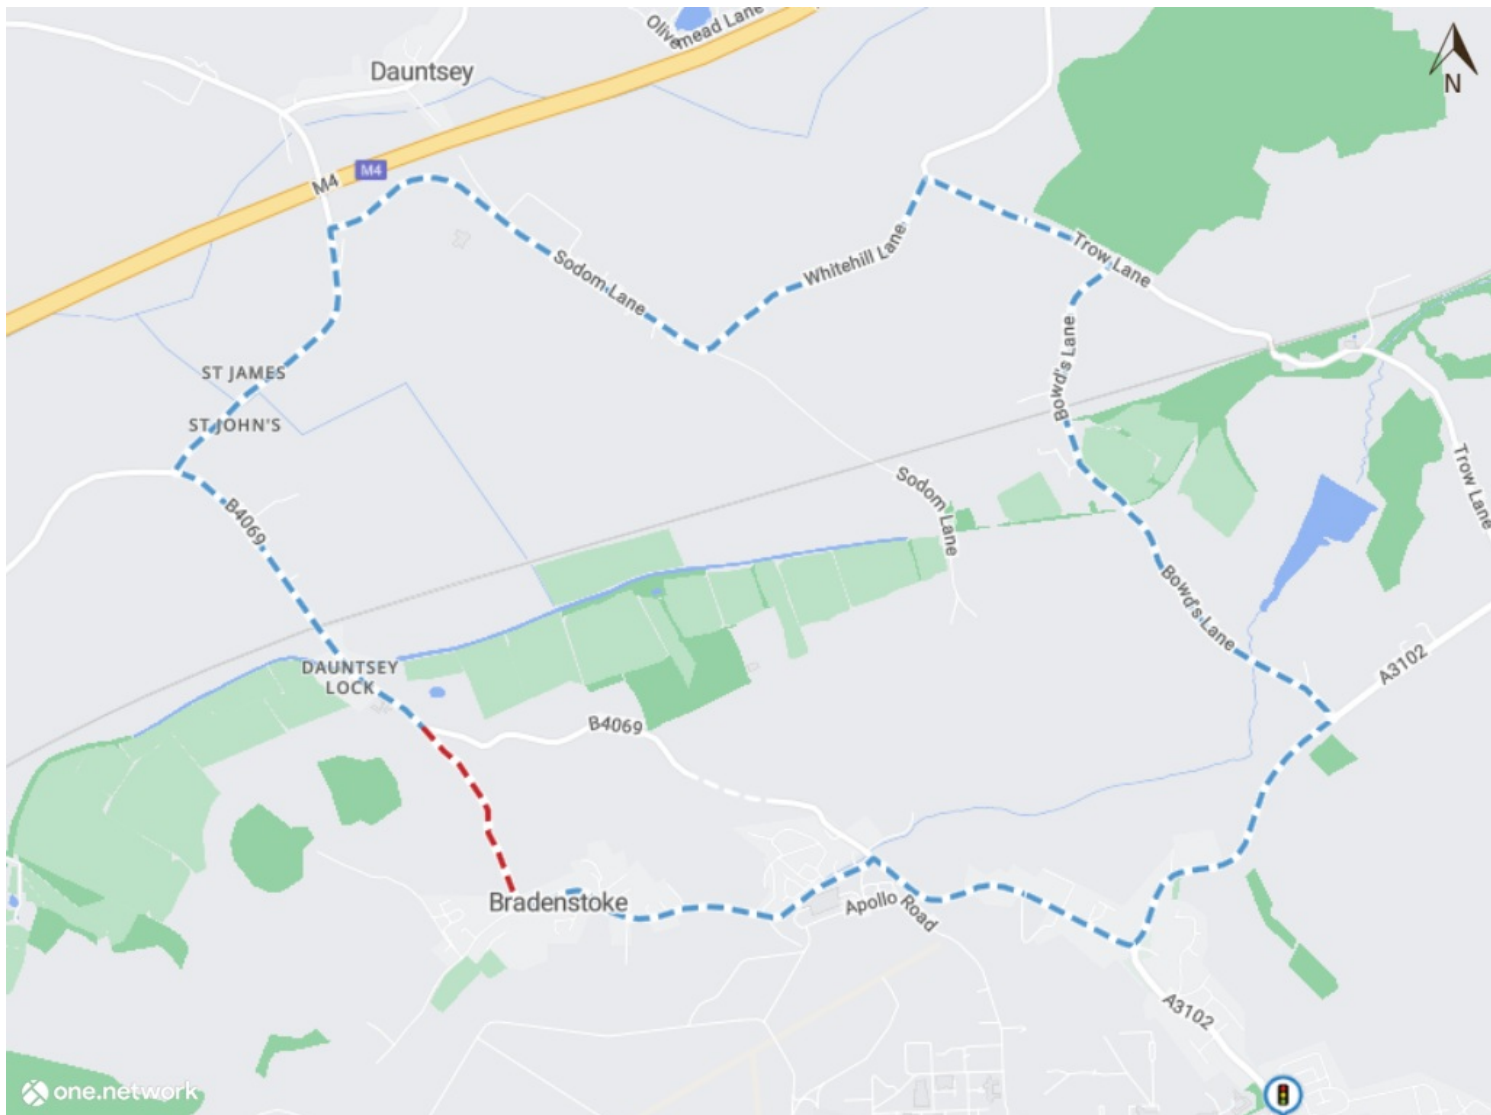 Olivemead Lane
Dauntsey
N
M4
M4
Sodom Lane
Whitehill Lane
Trow Lane
Bowd's Lane
ST JAMES
ST JOHN'S
Sodom Lane
Trow Lane
B4069
Bowd's Lane
DAUNTSEY
LOCK
A3102
B4069
Bradenstoke
Apollo Road
A3102
one.network